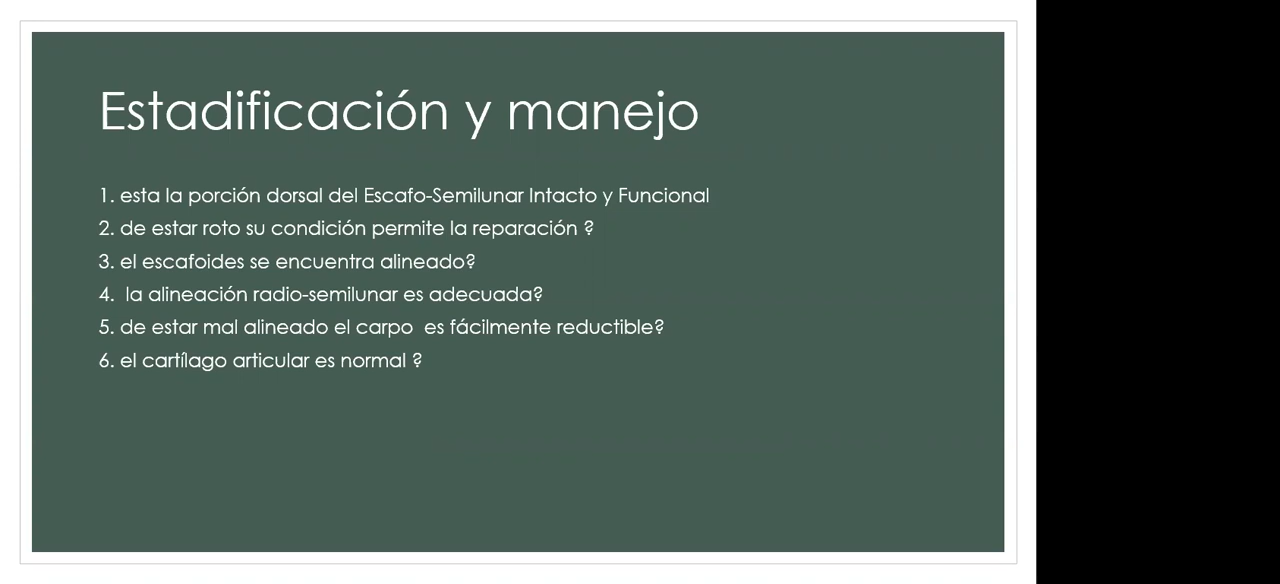 Estadificación y manejo
1. esta la porción dorsal del Escafo-Semilunar Intacto y Funcional
2. de estar roto su condición permite la reparación ?
3. el escafoides se encuentra alineado?
4.  la alineación radio-semilunar es adecuada?
5. de estar mal alineado el carpo  es fácilmente reductible?
6. el cartílago articular es normal ?